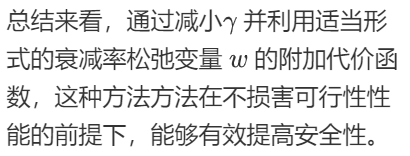 总结来看，通过减小γ 并利用适当形
式的衰减率松弛变量 w 的附加代价函
数，这种方法方法在不损害可行性性
能的前提下，能够有效提高安全性。